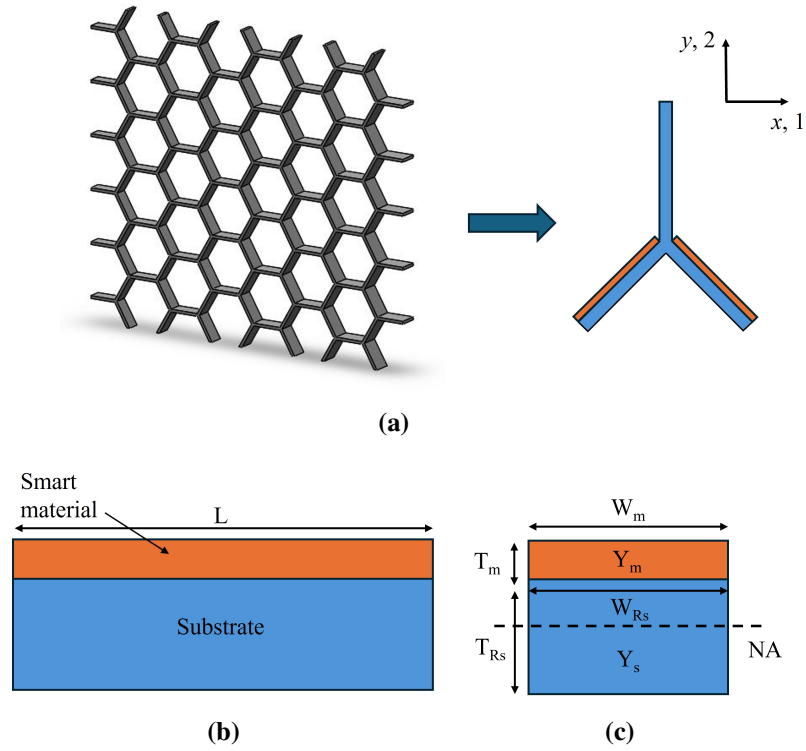 y, 2
x, 1
(a)
Smart
material
L
Substrate
(b)
W_m
T_m
Y_m
W_Rs
T_Rs
NA
Y_s
(c)